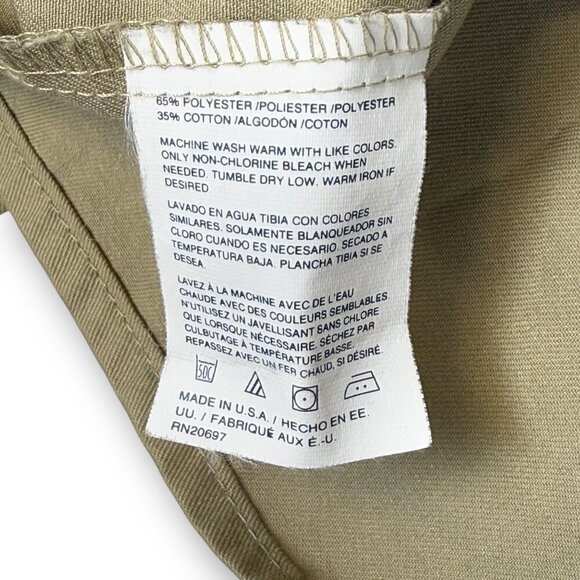 65% POLYESTER /POLIESTER /POLYESTER
35% COTTON /ALGODÓN /COTON
MACHINE WASH WARM WITH LIKE COLORS.
ONLY NON-CHLORINE BLEACH WHEN
NEEDED. TUMBLE DRY LOW. WARM IRON IF
DESIRED.
LAVADO EN AGUA TIBIA CON COLORES
SIMILARES. SOLAMENTE BLANQUEADOR SIN
CLORO CUANDO ES NECESARIO. SECADO A
TEMPERATURA BAJA. PLANCHA TIBIA SI SE
DESEA.
LAVEZ À LA MACHINE AVEC DE L'EAU
CHAUDE AVEC DES COULEURS SEMBLABLES.
N'UTILISEZ UN JAVELLISANT SANS CHLORE
QUE LORSQUE NÉCESSAIRE. SÉCHEZ PAR
CULBUTAGE À TEMPÉRATURE BASSE.
REPASSEZ AVEC UN FER CHAUD, SI DÉSIRÉ.
50C
MADE IN U.S.A. / HECHO EN EE.
UU. / FABRIQUÉ AUX É.-U.
RN20697